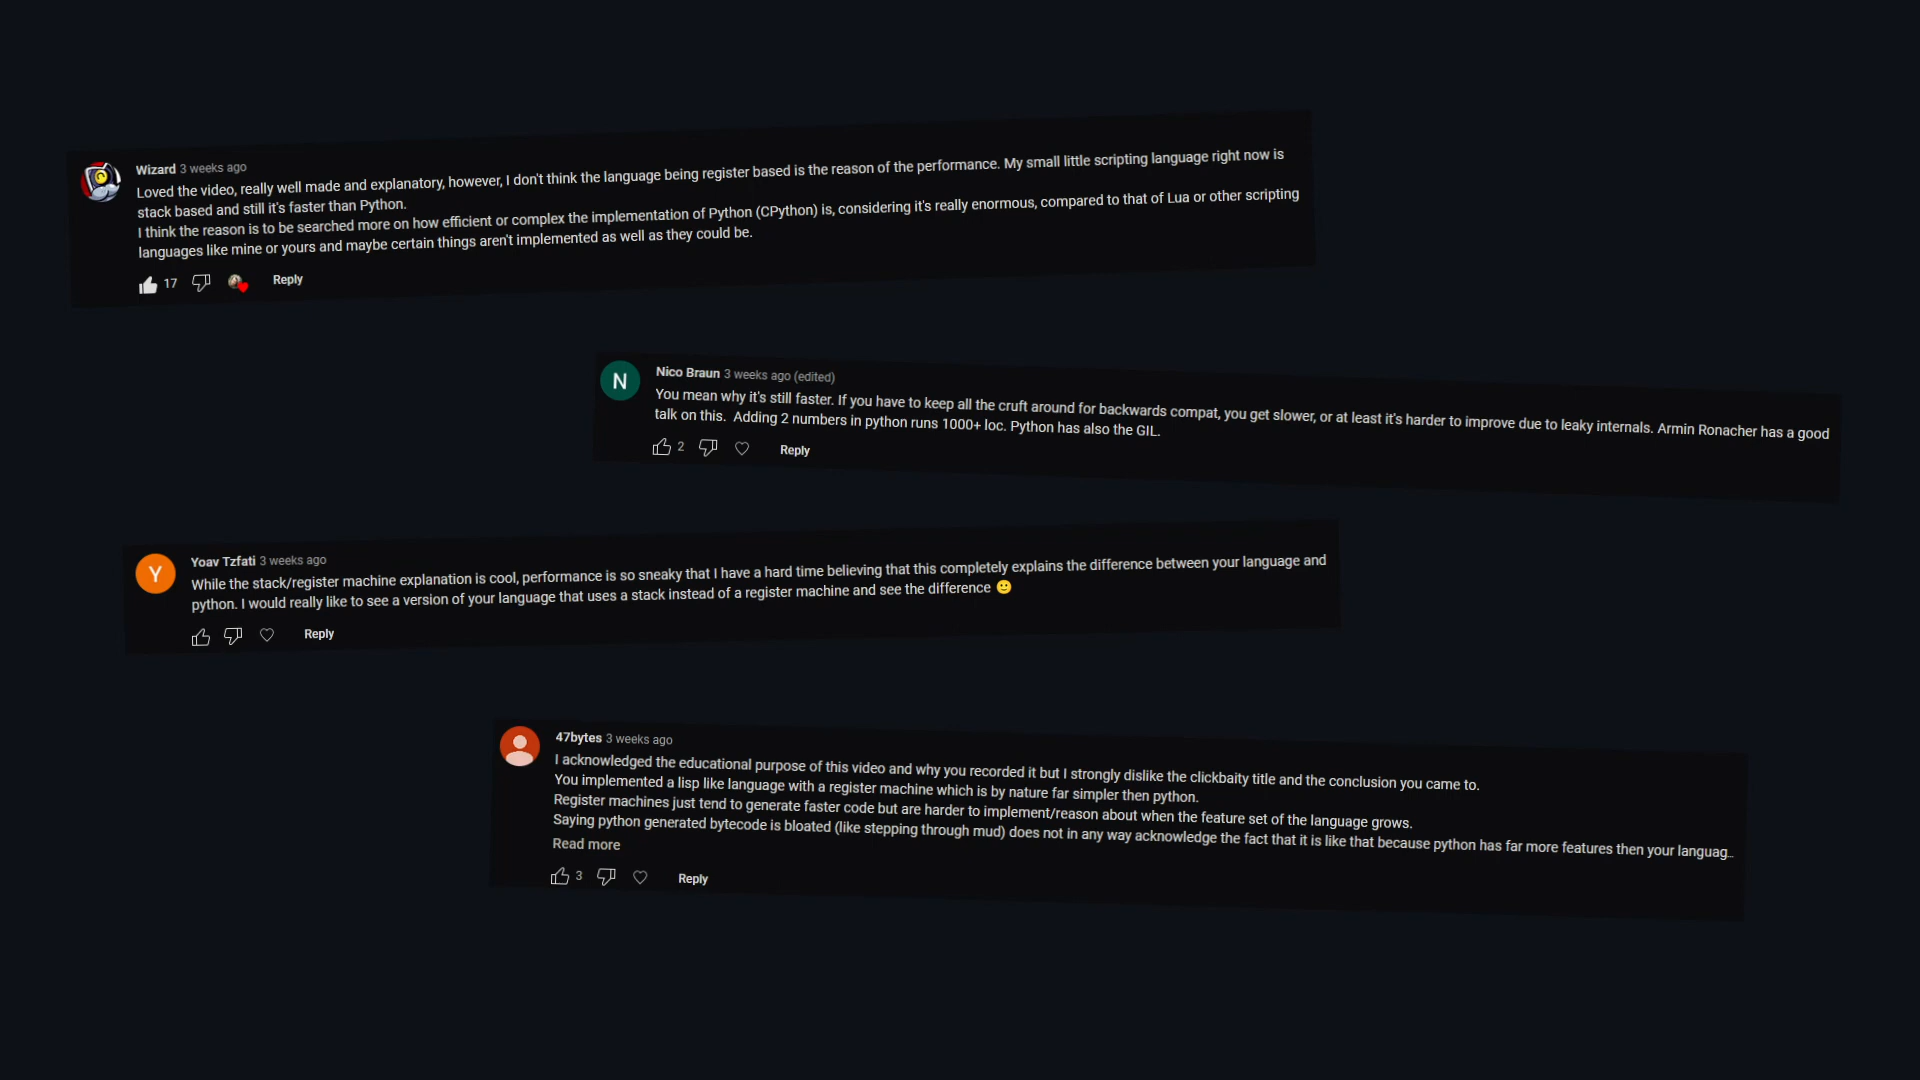 Wizard 3 weeks ago
Loved the video, really well made and explanatory, however, I don't think the language being register based is the reason of the performance. My small little scripting language right now is
stack based and still it's faster than Python.
I think the reason is to be searched more on how efficient or complex the implementation of Python (CPython) is, considering it's really enormous, compared to that of Lua or other scripting
languages like mine or yours and maybe certain things aren't implemented as well as they could be.
17 Reply
N
Nico Braun 3 weeks ago (edited)
You mean why it's still faster. If you have to keep all the cruft around for backwards compat, you get slower, or at least it's harder to improve due to leaky internals. Armin Ronacher has a good
talk on this. Adding 2 numbers in python runs 1000+ loc. Python has also the GIL.
2 Reply
Y
Yoav Tzfati 3 weeks ago
While the stack/register machine explanation is cool, performance is so sneaky that I have a hard time believing that this completely explains the difference between your language and
python. I would really like to see a version of your language that uses a stack instead of a register machine and see the difference 🙂
Reply
47bytes 3 weeks ago
I acknowledged the educational purpose of this video and why you recorded it but I strongly dislike the clickbaity title and the conclusion you came to.
You implemented a lisp like language with a register machine which is by nature far simpler then python.
Register machines just tend to generate faster code but are harder to implement/reason about when the feature set of the language grows.
Saying python generated bytecode is bloated (like stepping through mud) does not in any way acknowledge the fact that it is like that because python has far more features then your languag...
Read more
3 Reply